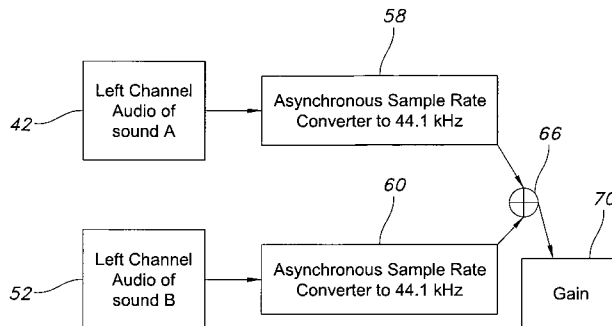 58
Left Channel
Audio of
sound A
Asynchronous Sample Rate
Converter to 44.1 kHz
42
66
60
70
Left Channel
Audio of
sound B
Asynchronous Sample Rate
Converter to 44.1 kHz
52
Gain